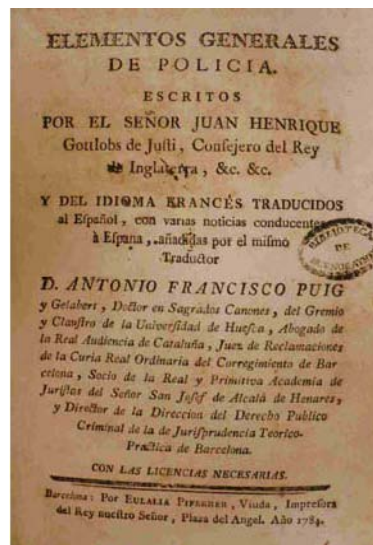 ELEMENTOS GENERALES
DE POLICIA.
ESCRITOS
POR EL SEÑOR JUAN HENRIQUE
Gottlobs de Juſti, Conſejero del Rey
de Inglaterra, &c. &c.
Y DEL IDIOMA FRANCÉS TRADUCIDOS
al Eſpañol, con varias noticias conducentes
à Eſpana, añadidas por el miſmo
Traductor
D. ANTONIO FRANCISCO PUIG
y Gelabert, Doctor en Sagrados Canones, del Gremio
y Clauſtro de la Univerſidad de Hueſca, Abogado de
la Real Audiencia de Cataluña, Juez de Reclamaciones
de la Curia Real Ordinaria del Corregimiento de Bar
celona, Socio de la Real y Primitiva Academia de
Juriſtas del Señor San Joſef de Alcalá de Henares,
y Director de la Direccion del Derecho Publico
Criminal de la de Juriſprudencia Teorico-
Practica de Barcelona.
CON LAS LICENCIAS NECESARIAS.
Barcelona: Por EULALIA PIFERRER, Viuda, Impreſora
del Rey nueſtro Señor, Plaza del Angel. Año 1784.
BIBLIOTECA
DE